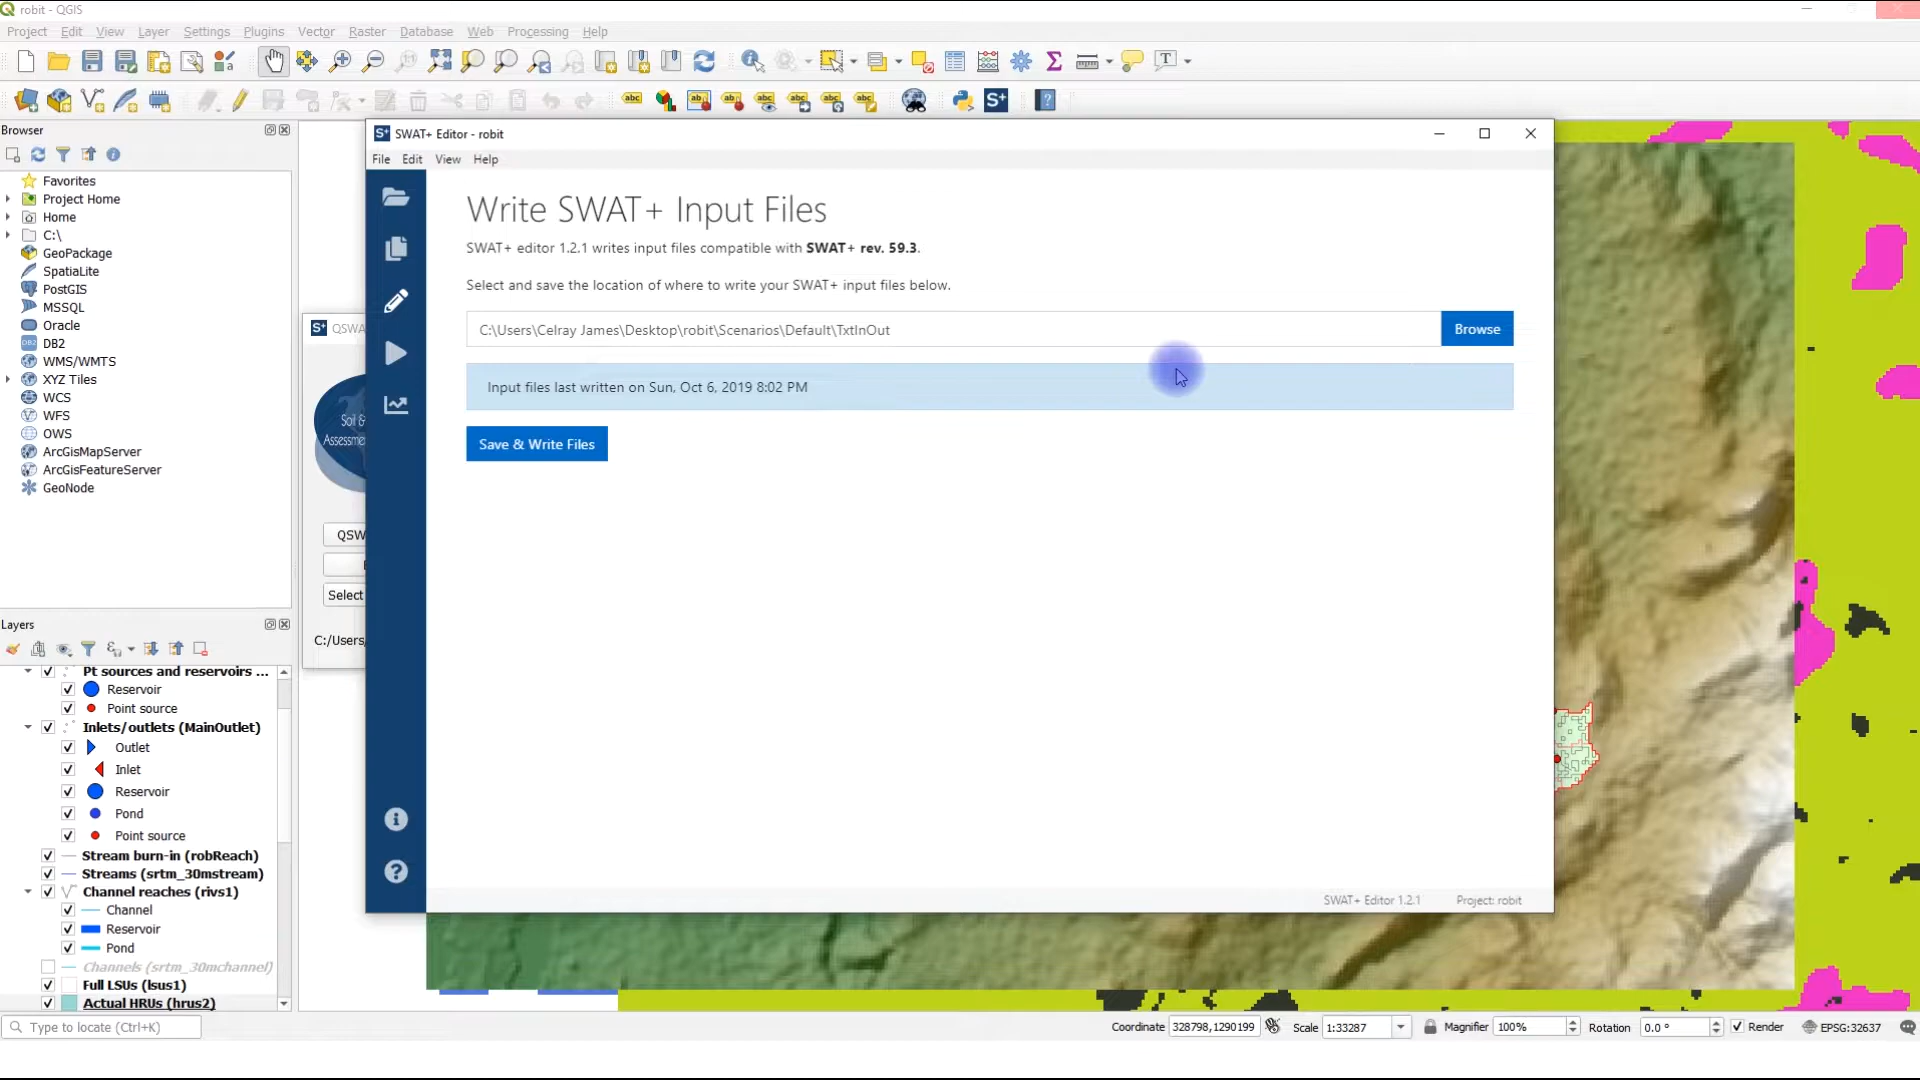 robit - QGIS
Project Edit View Layer Settings Plugins Vector Raster Database Web Processing Help
Browser
Favorites
Project Home
Home
C:\
GeoPackage
SpatiaLite
PostGIS
MSSQL
Oracle
DB2
WMS/WMTS
XYZ Tiles
WCS
WFS
OWS
ArcGisMapServer
ArcGisFeatureServer
GeoNode
Layers
Pt sources and reservoirs ...
Reservoir
Point source
Inlets/outlets (MainOutlet)
Outlet
Inlet
Reservoir
Pond
Point source
Stream burn-in (robReach)
Streams (srtm_30mstream)
Channel reaches (rivs1)
Channel
Reservoir
Pond
Channels (srtm_30mchannel)
Full LSUs (lsus1)
Actual HRUs (hrus2)
QSWA
Soil &
Assessme
QSW
Select
C:/Users,
SWAT+ Editor - robit
File Edit View Help
Write SWAT+ Input Files
SWAT+ editor 1.2.1 writes input files compatible with SWAT+ rev. 59.3.
Select and save the location of where to write your SWAT+ input files below.
C:\Users\Celray James\Desktop\robit\Scenarios\Default\TxtInOut
Browse
Input files last written on Sun, Oct 6, 2019 8:02 PM
Save & Write Files
SWAT+ Editor 1.2.1 Project: robit
Type to locate (Ctrl+K)
Coordinate 328798,1290199 Scale 1:33287 Magnifier 100% Rotation 0.0 ° Render EPSG:32637